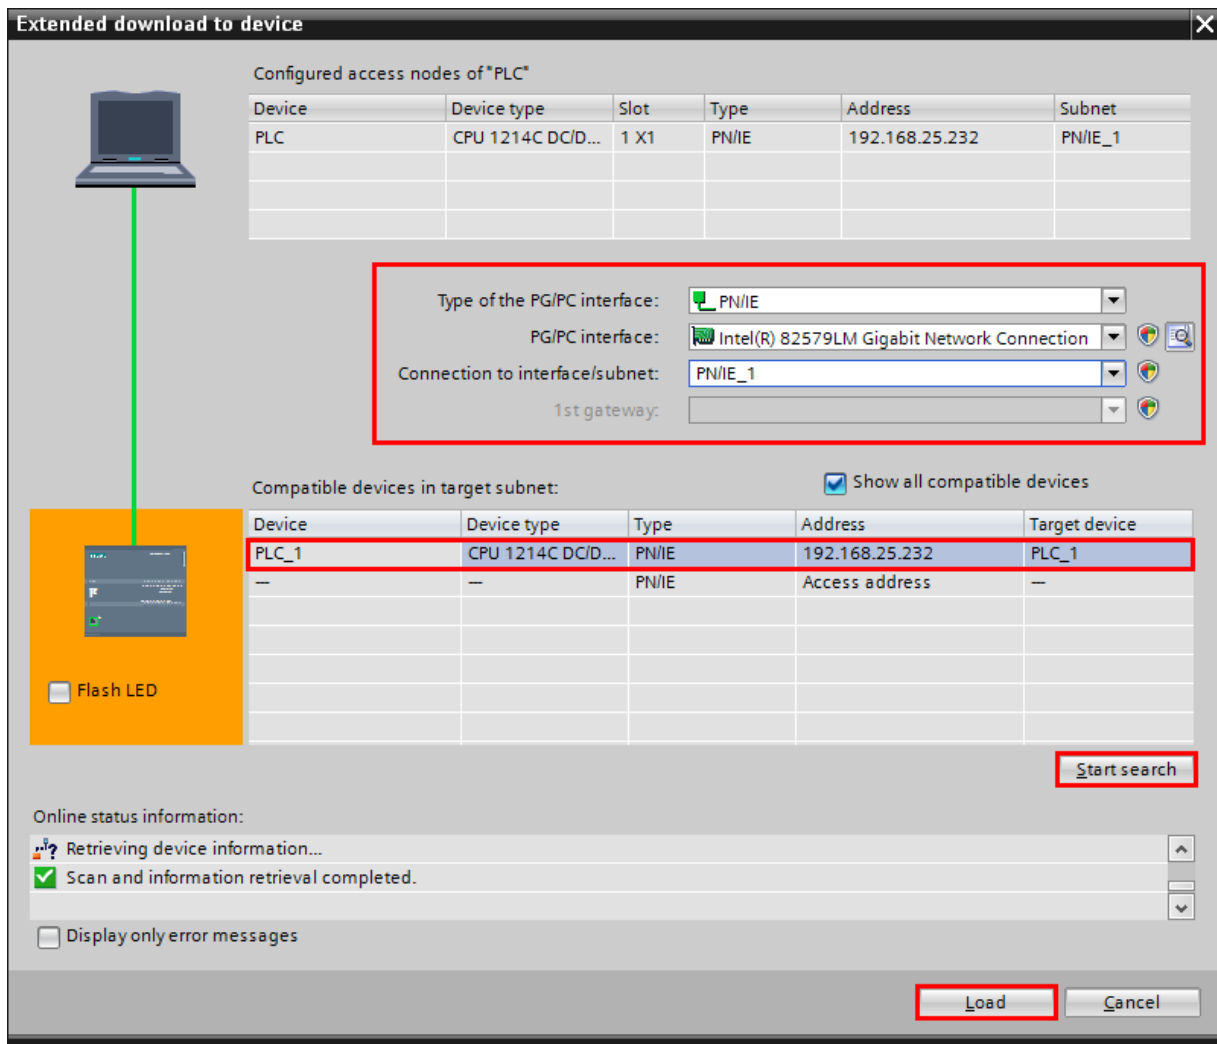 Extended download to device
Configured access nodes of "PLC"
Device Device type Slot Type Address Subnet
PLC CPU 1214C DC/D... 1 X1 PN/IE 192.168.25.232 PN/IE_1
Type of the PG/PC interface: PN/IE
PG/PC interface: Intel(R) 82579LM Gigabit Network Connection
Connection to interface/subnet: PN/IE_1
1st gateway:
Compatible devices in target subnet: Show all compatible devices
Device Device type Type Address Target device
PLC_1 CPU 1214C DC/D... PN/IE 192.168.25.232 PLC_1
— — PN/IE Access address —
Flash LED
Start search
Online status information:
Retrieving device information...
Scan and information retrieval completed.
Display only error messages
Load Cancel